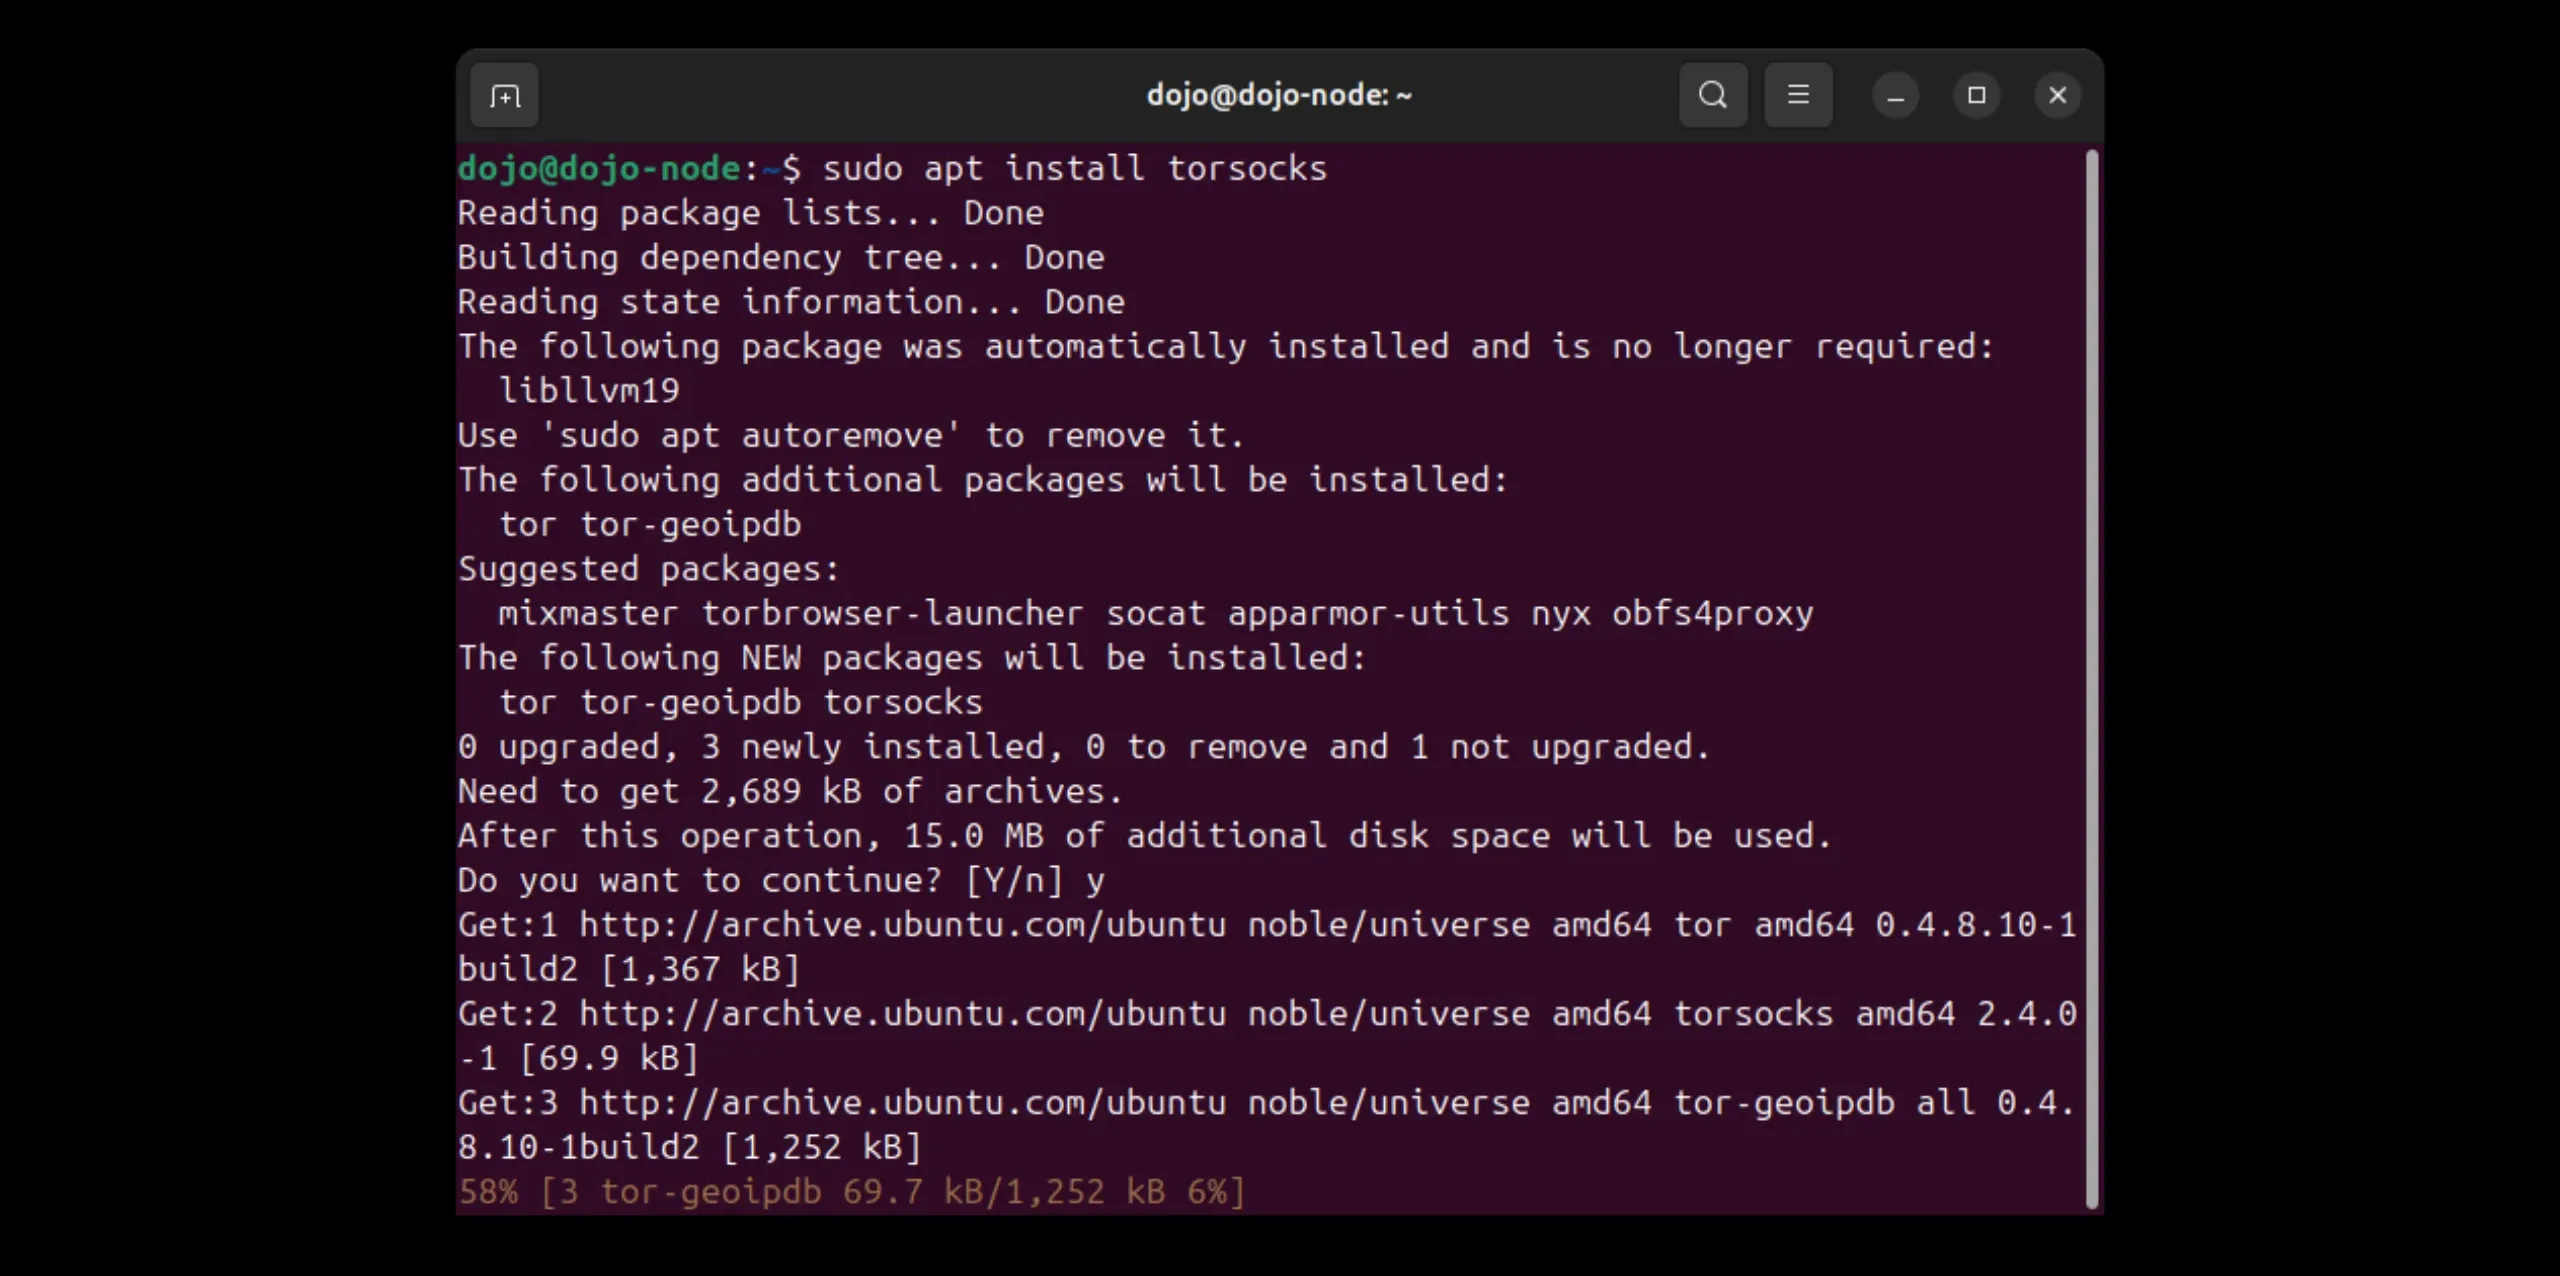 dojo@dojo-node: ~
dojo@dojo-node:~$ sudo apt install torsocks
Reading package lists... Done
Building dependency tree... Done
Reading state information... Done
The following package was automatically installed and is no longer required:
  libllvm19
Use 'sudo apt autoremove' to remove it.
The following additional packages will be installed:
  tor tor-geoipdb
Suggested packages:
  mixmaster torbrowser-launcher socat apparmor-utils nyx obfs4proxy
The following NEW packages will be installed:
  tor tor-geoipdb torsocks
0 upgraded, 3 newly installed, 0 to remove and 1 not upgraded.
Need to get 2,689 kB of archives.
After this operation, 15.0 MB of additional disk space will be used.
Do you want to continue? [Y/n] y
Get:1 http://archive.ubuntu.com/ubuntu noble/universe amd64 tor amd64 0.4.8.10-1
build2 [1,367 kB]
Get:2 http://archive.ubuntu.com/ubuntu noble/universe amd64 torsocks amd64 2.4.0
-1 [69.9 kB]
Get:3 http://archive.ubuntu.com/ubuntu noble/universe amd64 tor-geoipdb all 0.4.
8.10-1build2 [1,252 kB]
58% [3 tor-geoipdb 69.7 kB/1,252 kB 6%]